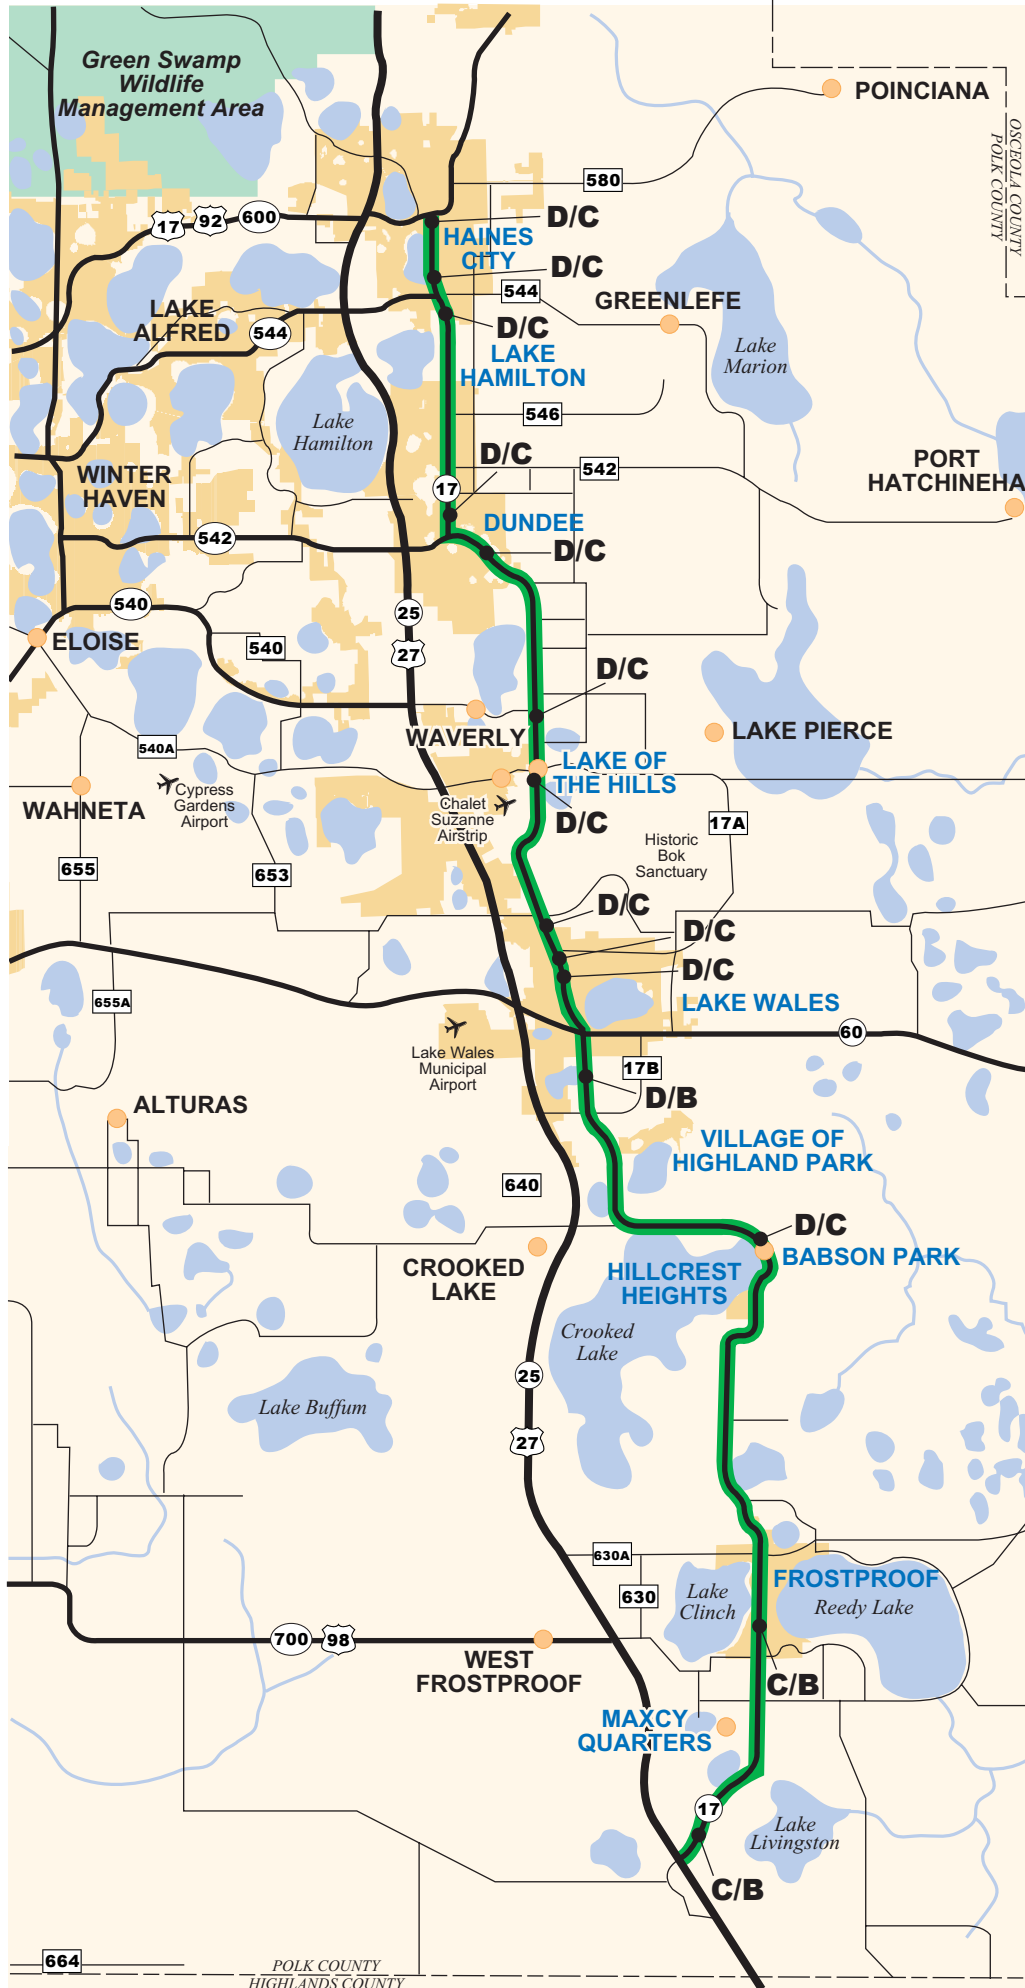 Green Swamp
Wildlife
Management Area
POINCIANA
OSCEOLA COUNTY
POLK COUNTY
580
17
92
600
D/C
HAINES
CITY
D/C
544
GREENLEFE
LAKE
ALFRED
544
D/C
LAKE
HAMILTON
Lake
Marion
546
Lake
Hamilton
D/C
542
PORT
HATCHINEHA
WINTER
HAVEN
17
DUNDEE
542
D/C
540
25
ELOISE
540
27
D/C
WAVERLY
LAKE PIERCE
540A
LAKE OF
THE HILLS
WAHNETA
Cypress
Gardens
Airport
Chalet
Suzanne
Airstrip
D/C
17A
Historic
Bok
Sanctuary
655
653
D/C
D/C
D/C
655A
LAKE WALES
60
Lake Wales
Municipal
Airport
17B
D/B
ALTURAS
VILLAGE OF
HIGHLAND PARK
640
D/C
BABSON PARK
CROOKED
LAKE
HILLCREST
HEIGHTS
Crooked
Lake
25
Lake Buffum
27
630A
FROSTPROOF
630
Lake
Clinch
Reedy Lake
700
98
WEST
FROSTPROOF
C/B
MAXCY
QUARTERS
17
Lake
Livingston
C/B
664
POLK COUNTY
HIGHLANDS COUNTY